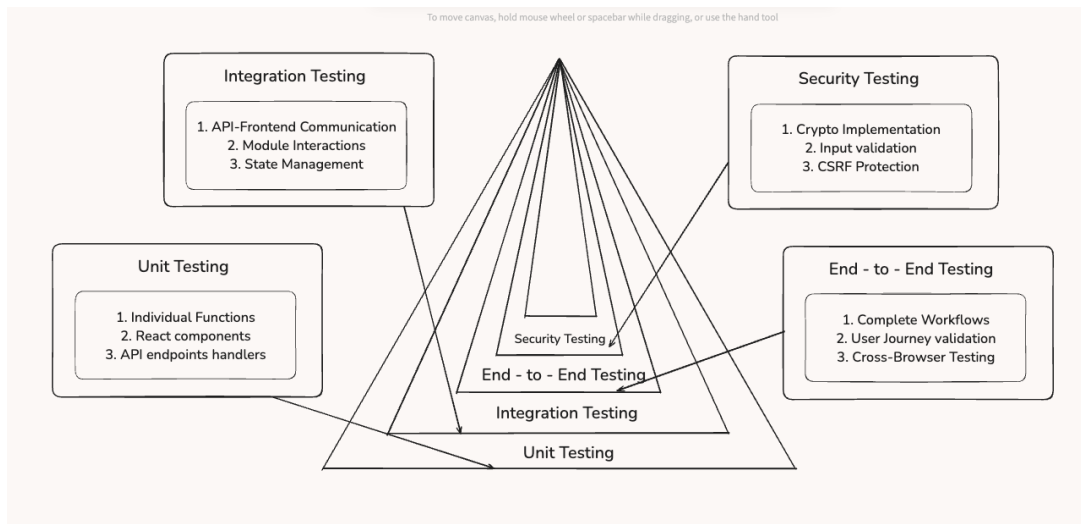 To move canvas, hold mouse wheel or spacebar while dragging, or use the hand tool
Integration Testing
1. API-Frontend Communication
2. Module Interactions
3. State Management
Security Testing
1. Crypto Implementation
2. Input validation
3. CSRF Protection
Unit Testing
1. Individual Functions
2. React components
3. API endpoints handlers
End - to - End Testing
1. Complete Workflows
2. User Journey validation
3. Cross-Browser Testing
Security Testing
End - to - End Testing
Integration Testing
Unit Testing